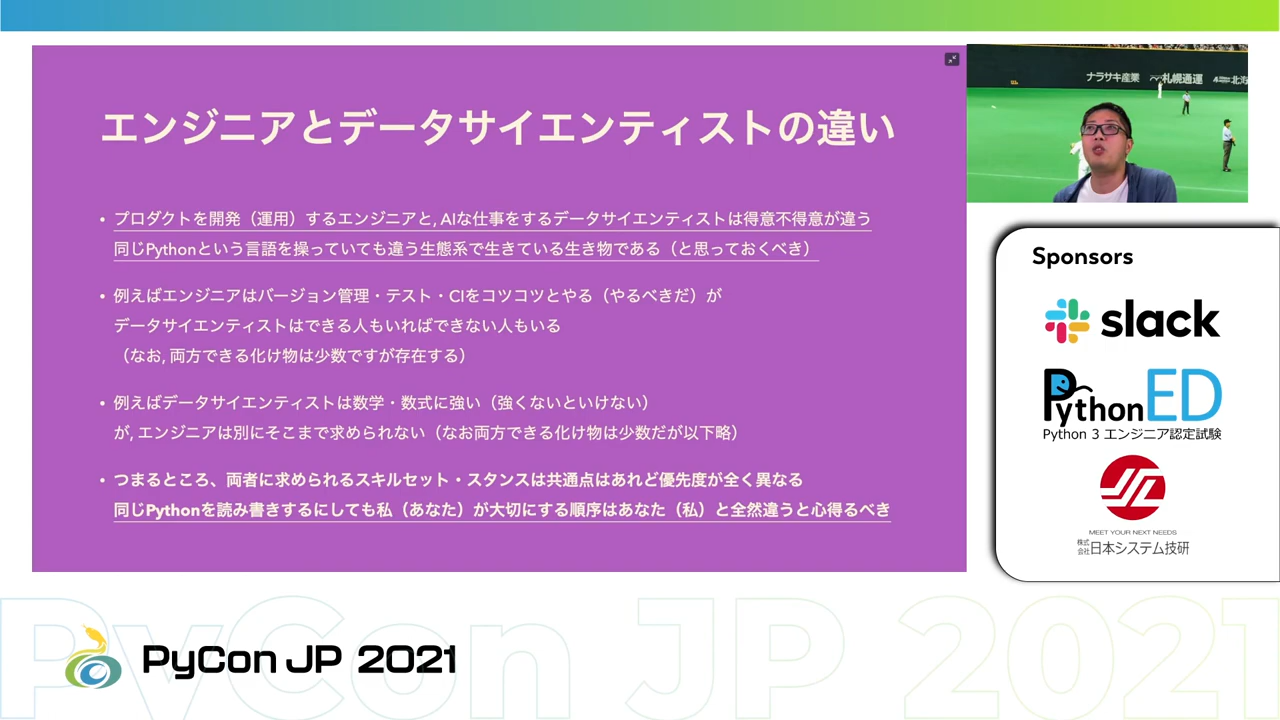 エンジニアとデータサイエンティストの違い
• プロダクトを開発（運用）するエンジニアと, AIな仕事をするデータサイエンティストは得意不得意が違う
同じPythonという言語を操っていても違う生態系で生きている生き物である（と思っておくべき）
• 例えばエンジニアはバージョン管理・テスト・CIをコツコツとやる（やるべきだ）が
データサイエンティストはできる人もいればできない人もいる
（なお, 両方できる化け物は少数ですが存在する）
• 例えばデータサイエンティストは数学・数式に強い（強くないといけない）
が, エンジニアは別にそこまで求められない（なお両方できる化け物は少数だが以下略）
• つまるところ、両者に求められるスキルセット・スタンスは共通点はあれど優先度が全く異なる
同じPythonを読み書きするにしても私（あなた）が大切にする順序はあなた（私）と全然違うと心得るべき
ナラサキ産業 札幌通運
Sponsors
slack
PythonED
Python 3 エンジニア認定試験
MEET YOUR NEXT NEEDS
株式会社日本システム技研
PyCon JP 2021
PyCon JP 2021